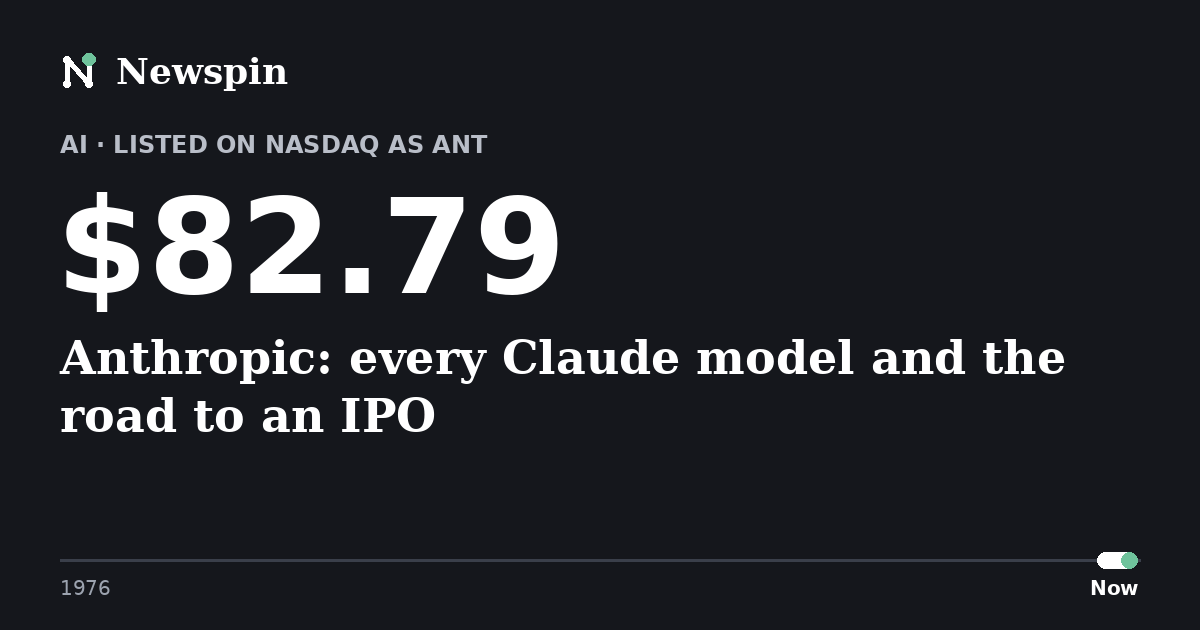 Newspin
AI · LISTED ON NASDAQ AS ANT
$82.79
Anthropic: every Claude model and the
road to an IPO
1976
Now